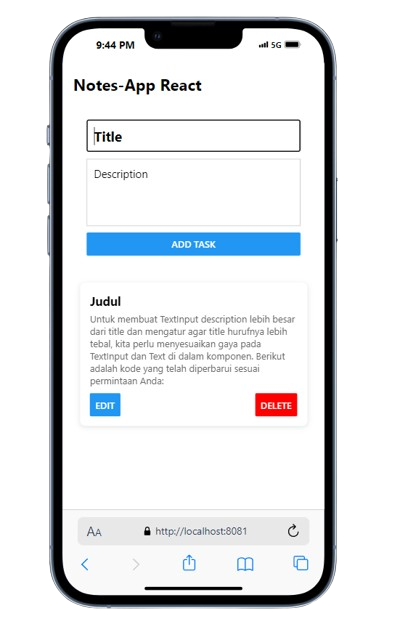 9:44 PM 5G
Notes-App React
Title
Description
ADD TASK
Judul
Untuk membuat TextInput description lebih besar
dari title dan mengatur agar title hurufnya lebih
tebal, kita perlu menyesuaikan gaya pada
TextInput dan Text di dalam komponen. Berikut
adalah kode yang telah diperbarui sesuai
permintaan Anda:
EDIT DELETE
AA http://localhost:8081